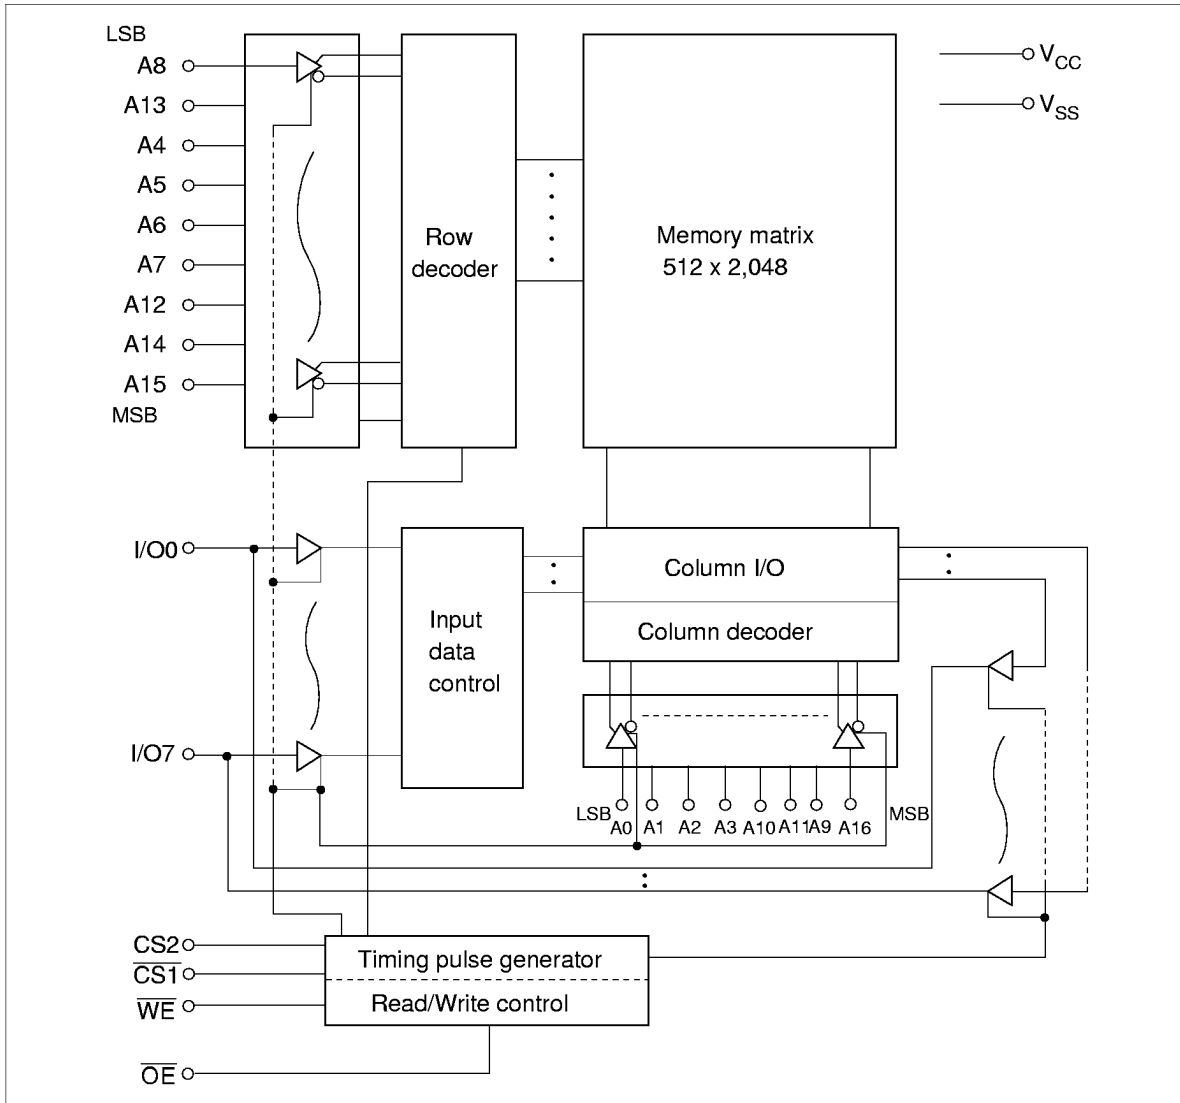 LSB
A8
A13
A4
A5
A6
A7
A12
A14
A15
MSB
Row
decoder
Memory matrix
512 x 2,048
VCC
VSS
I/O0
I/O7
Input
data
control
Column I/O
Column decoder
LSB
A0
A1
A2
A3
A10
A11
A9
A16
MSB
CS2
CS1
WE
OE
Timing pulse generator
Read/Write control